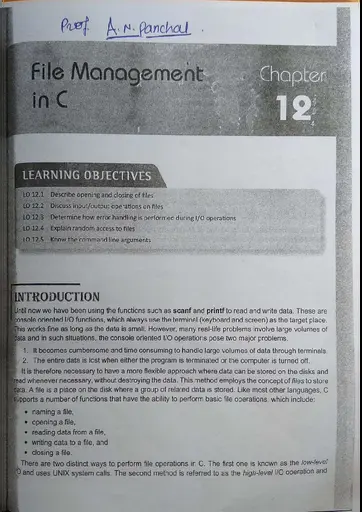 Prof A. N. Panchal.
File Management
in C
Chapter
12
LEARNING OBJECTIVES
LO 12.1 Describe opening and closing of files
LO 12.2 Discuss input/output operations on files
LO 12.3 Determine how error handling is performed during I/O operations
LO 12.4 Explain random access to files
LO 12.5 Know the command line arguments
INTRODUCTION
Until now we have been using the functions such as scanf and printf to read and write data. These are
console oriented I/O functions, which always use the terminal (keyboard and screen) as the target place.
This works fine as long as the data is small. However, many real-life problems involve large volumes of
data and in such situations, the console oriented I/O operations pose two major problems.
1. It becomes cumbersome and time consuming to handle large volumes of data through terminals.
2. The entire data is lost when either the program is terminated or the computer is turned off.
It is therefore necessary to have a more flexible approach where data can be stored on the disks and
read whenever necessary, without destroying the data. This method employs the concept of files to store
data. A file is a place on the disk where a group of related data is stored. Like most other languages, C
supports a number of functions that have the ability to perform basic file operations, which include:
• naming a file,
• opening a file,
• reading data from a file,
• writing data to a file, and
• closing a file.
There are two distinct ways to perform file operations in C. The first one is known as the low-level
I/O and uses UNIX system calls. The second method is referred to as the high-level I/O operation and